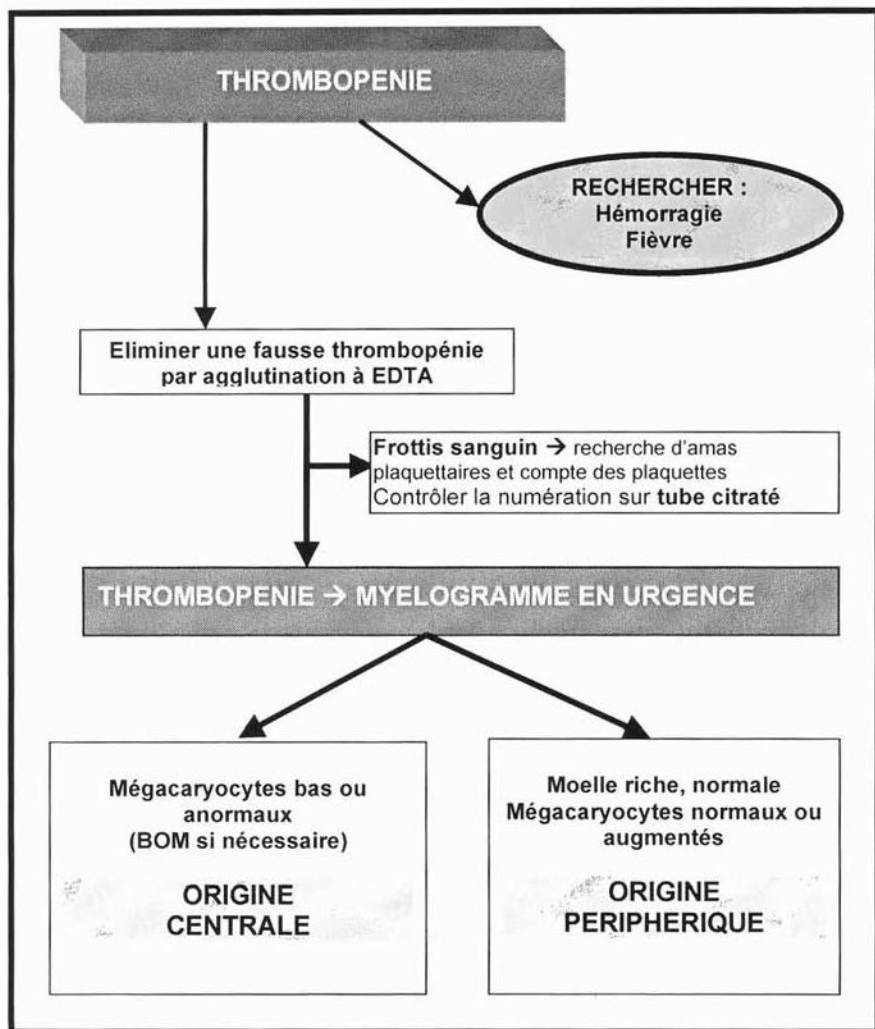 THROMBOPENIE
RECHERCHER :
Hémorragie
Fièvre
Eliminer une fausse thrombopénie
par agglutination à EDTA
Frottis sanguin → recherche d'amas
plaquettaires et compte des plaquettes
Contrôler la numération sur tube citraté
THROMBOPENIE → MYELOGRAMME EN URGENCE
Mégacaryocytes bas ou
anormaux
(BOM si nécessaire)
ORIGINE
CENTRALE
Moelle riche, normale
Mégacaryocytes normaux ou
augmentés
ORIGINE
PERIPHERIQUE